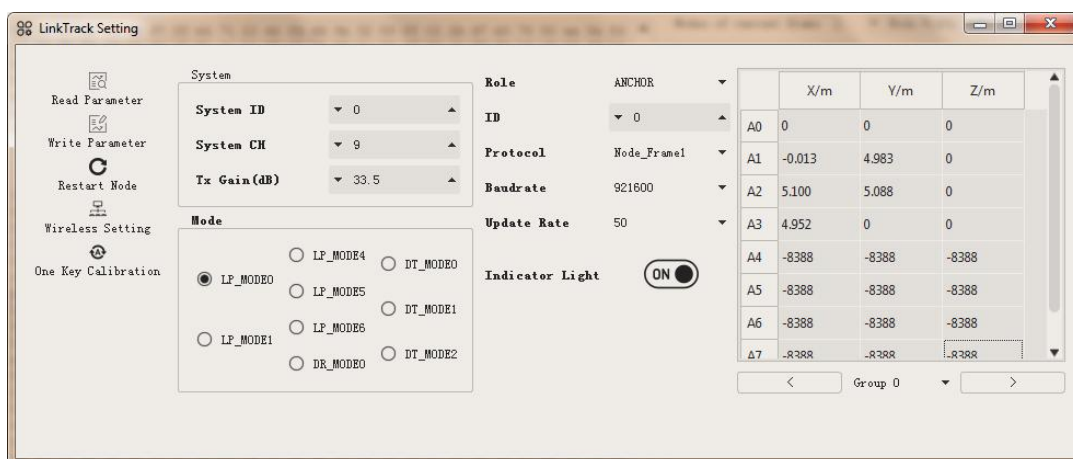 LinkTrack Setting
Read Parameter
Write Parameter
Restart Node
Wireless Setting
One Key Calibration
System
System ID 0
System CH 9
Tx Gain(dB) 33.5
Mode
LP_MODE0
LP_MODE1
LP_MODE4
LP_MODE5
LP_MODE6
DR_MODE0
DT_MODE0
DT_MODE1
DT_MODE2
Role ANCHOR
ID 0
Protocol Node_Frame1
Baudrate 921600
Update Rate 50
Indicator Light ON
X/m Y/m Z/m
A0 0 0 0
A1 -0.013 4.983 0
A2 5.100 5.088 0
A3 4.952 0 0
A4 -8388 -8388 -8388
A5 -8388 -8388 -8388
A6 -8388 -8388 -8388
A7 -8388 -8388 -8388
< Group 0 >